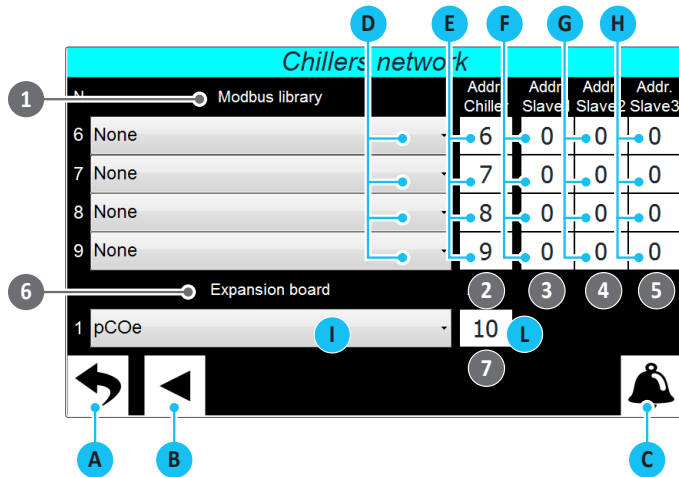 D E F G H
Chillers network
1 N Modbus library Addr. Chiller Addr. Slave1 Addr. Slave2 Addr. Slave3
6 None 6 0 0 0
7 None 7 0 0 0
8 None 8 0 0 0
9 None 9 0 0 0
6 Expansion board 2 3 4 5
1 pCOe I 10 L
7
A B C